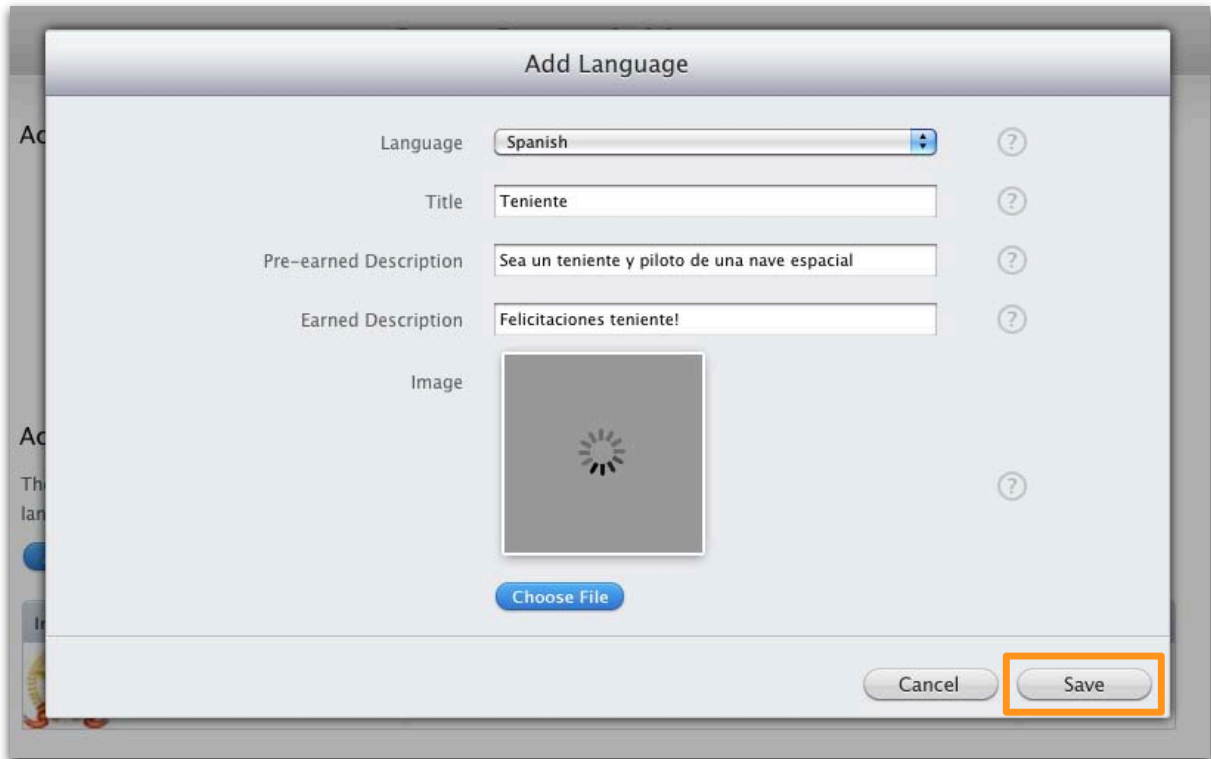 Add Language
Language
Spanish
?
Title
Teniente
?
Pre-earned Description
Sea un teniente y piloto de una nave espacial
?
Earned Description
Felicitaciones teniente!
?
Image
?
Choose File
Cancel
Save